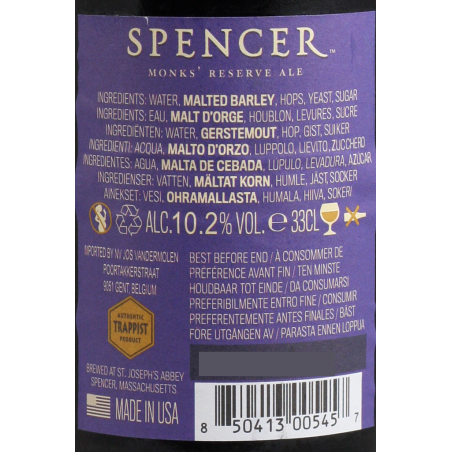 SPENCER™
MONKS' RESERVE ALE
INGREDIENTS: WATER, MALTED BARLEY, HOPS, YEAST, SUGAR
INGREDIENTS: EAU, MALT D'ORGE, HOUBLON, LEVURES, SUCRE
INGREDIËNTEN: WATER, GERSTEMOUT, HOP, GIST, SUIKER
INGREDIENTI: ACQUA, MALTO D'ORZO, LUPPOLO, LIEVITO, ZUCCHERO
INGREDIENTES: AGUA, MALTA DE CEBADA, LÚPULO, LEVADURA, AZÚCAR
INGREDIENSER: VATTEN, MÄLTAT KORN, HUMLE, JÄST, SOCKER
AINEKSET: VESI, OHRAMALLASTA, HUMALA, HIIVA, SOKERI
ALC.10.2% VOL. ℮ 33CL
IMPORTED BY NV JOS VANDERMOLEN
POORTAKKERSTRAAT
9051 GENT, BELGIUM
AUTHENTIC
TRAPPIST
PRODUCT
BREWED AT ST. JOSEPH'S ABBEY
SPENCER, MASSACHUSETTS
MADE IN USA
BEST BEFORE END / À CONSOMMER DE
PRÉFÉRENCE AVANT FIN / TEN MINSTE
HOUDBAAR TOT EINDE / DA CONSUMARSI
PREFERIBILMENTE ENTRO FINE / CONSUMIR
PREFERENTEMENTE ANTES FINALES / BÄST
FÖRE UTGÅNGEN AV / PARASTA ENNEN LOPPUA
8 50413 00545 7